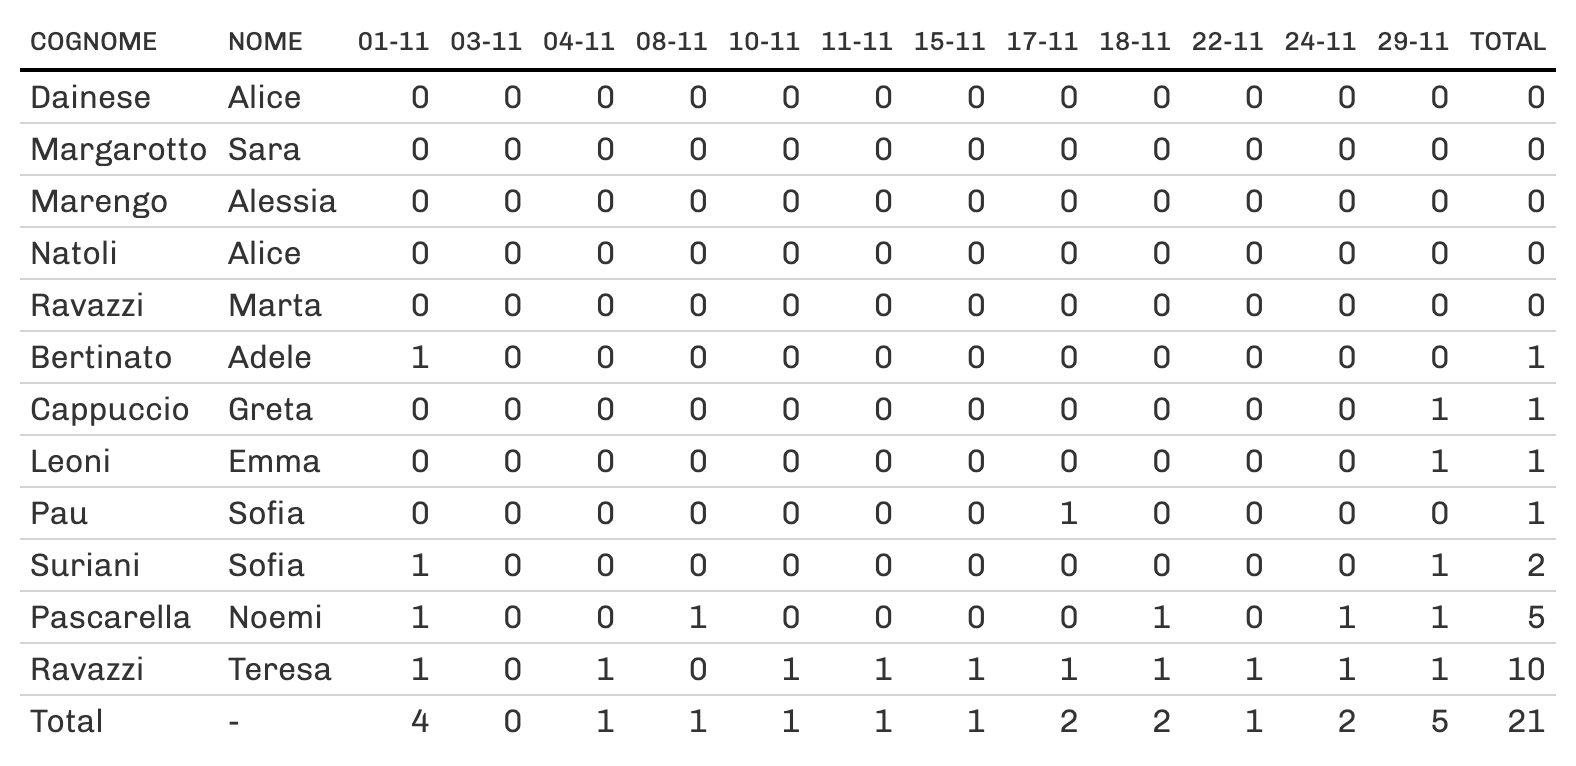 COGNOME NOME 01-11 03-11 04-11 08-11 10-11 11-11 15-11 17-11 18-11 22-11 24-11 29-11 TOTAL
Dainese Alice 0 0 0 0 0 0 0 0 0 0 0 0 0
Margarotto Sara 0 0 0 0 0 0 0 0 0 0 0 0 0
Marengo Alessia 0 0 0 0 0 0 0 0 0 0 0 0 0
Natoli Alice 0 0 0 0 0 0 0 0 0 0 0 0 0
Ravazzi Marta 0 0 0 0 0 0 0 0 0 0 0 0 0
Bertinato Adele 1 0 0 0 0 0 0 0 0 0 0 0 1
Cappuccio Greta 0 0 0 0 0 0 0 0 0 0 0 1 1
Leoni Emma 0 0 0 0 0 0 0 0 0 0 0 1 1
Pau Sofia 0 0 0 0 0 0 0 1 0 0 0 0 1
Suriani Sofia 1 0 0 0 0 0 0 0 0 0 0 1 2
Pascarella Noemi 1 0 0 1 0 0 0 0 1 0 1 1 5
Ravazzi Teresa 1 0 1 0 1 1 1 1 1 1 1 1 10
Total - 4 0 1 1 1 1 1 2 2 1 2 5 21